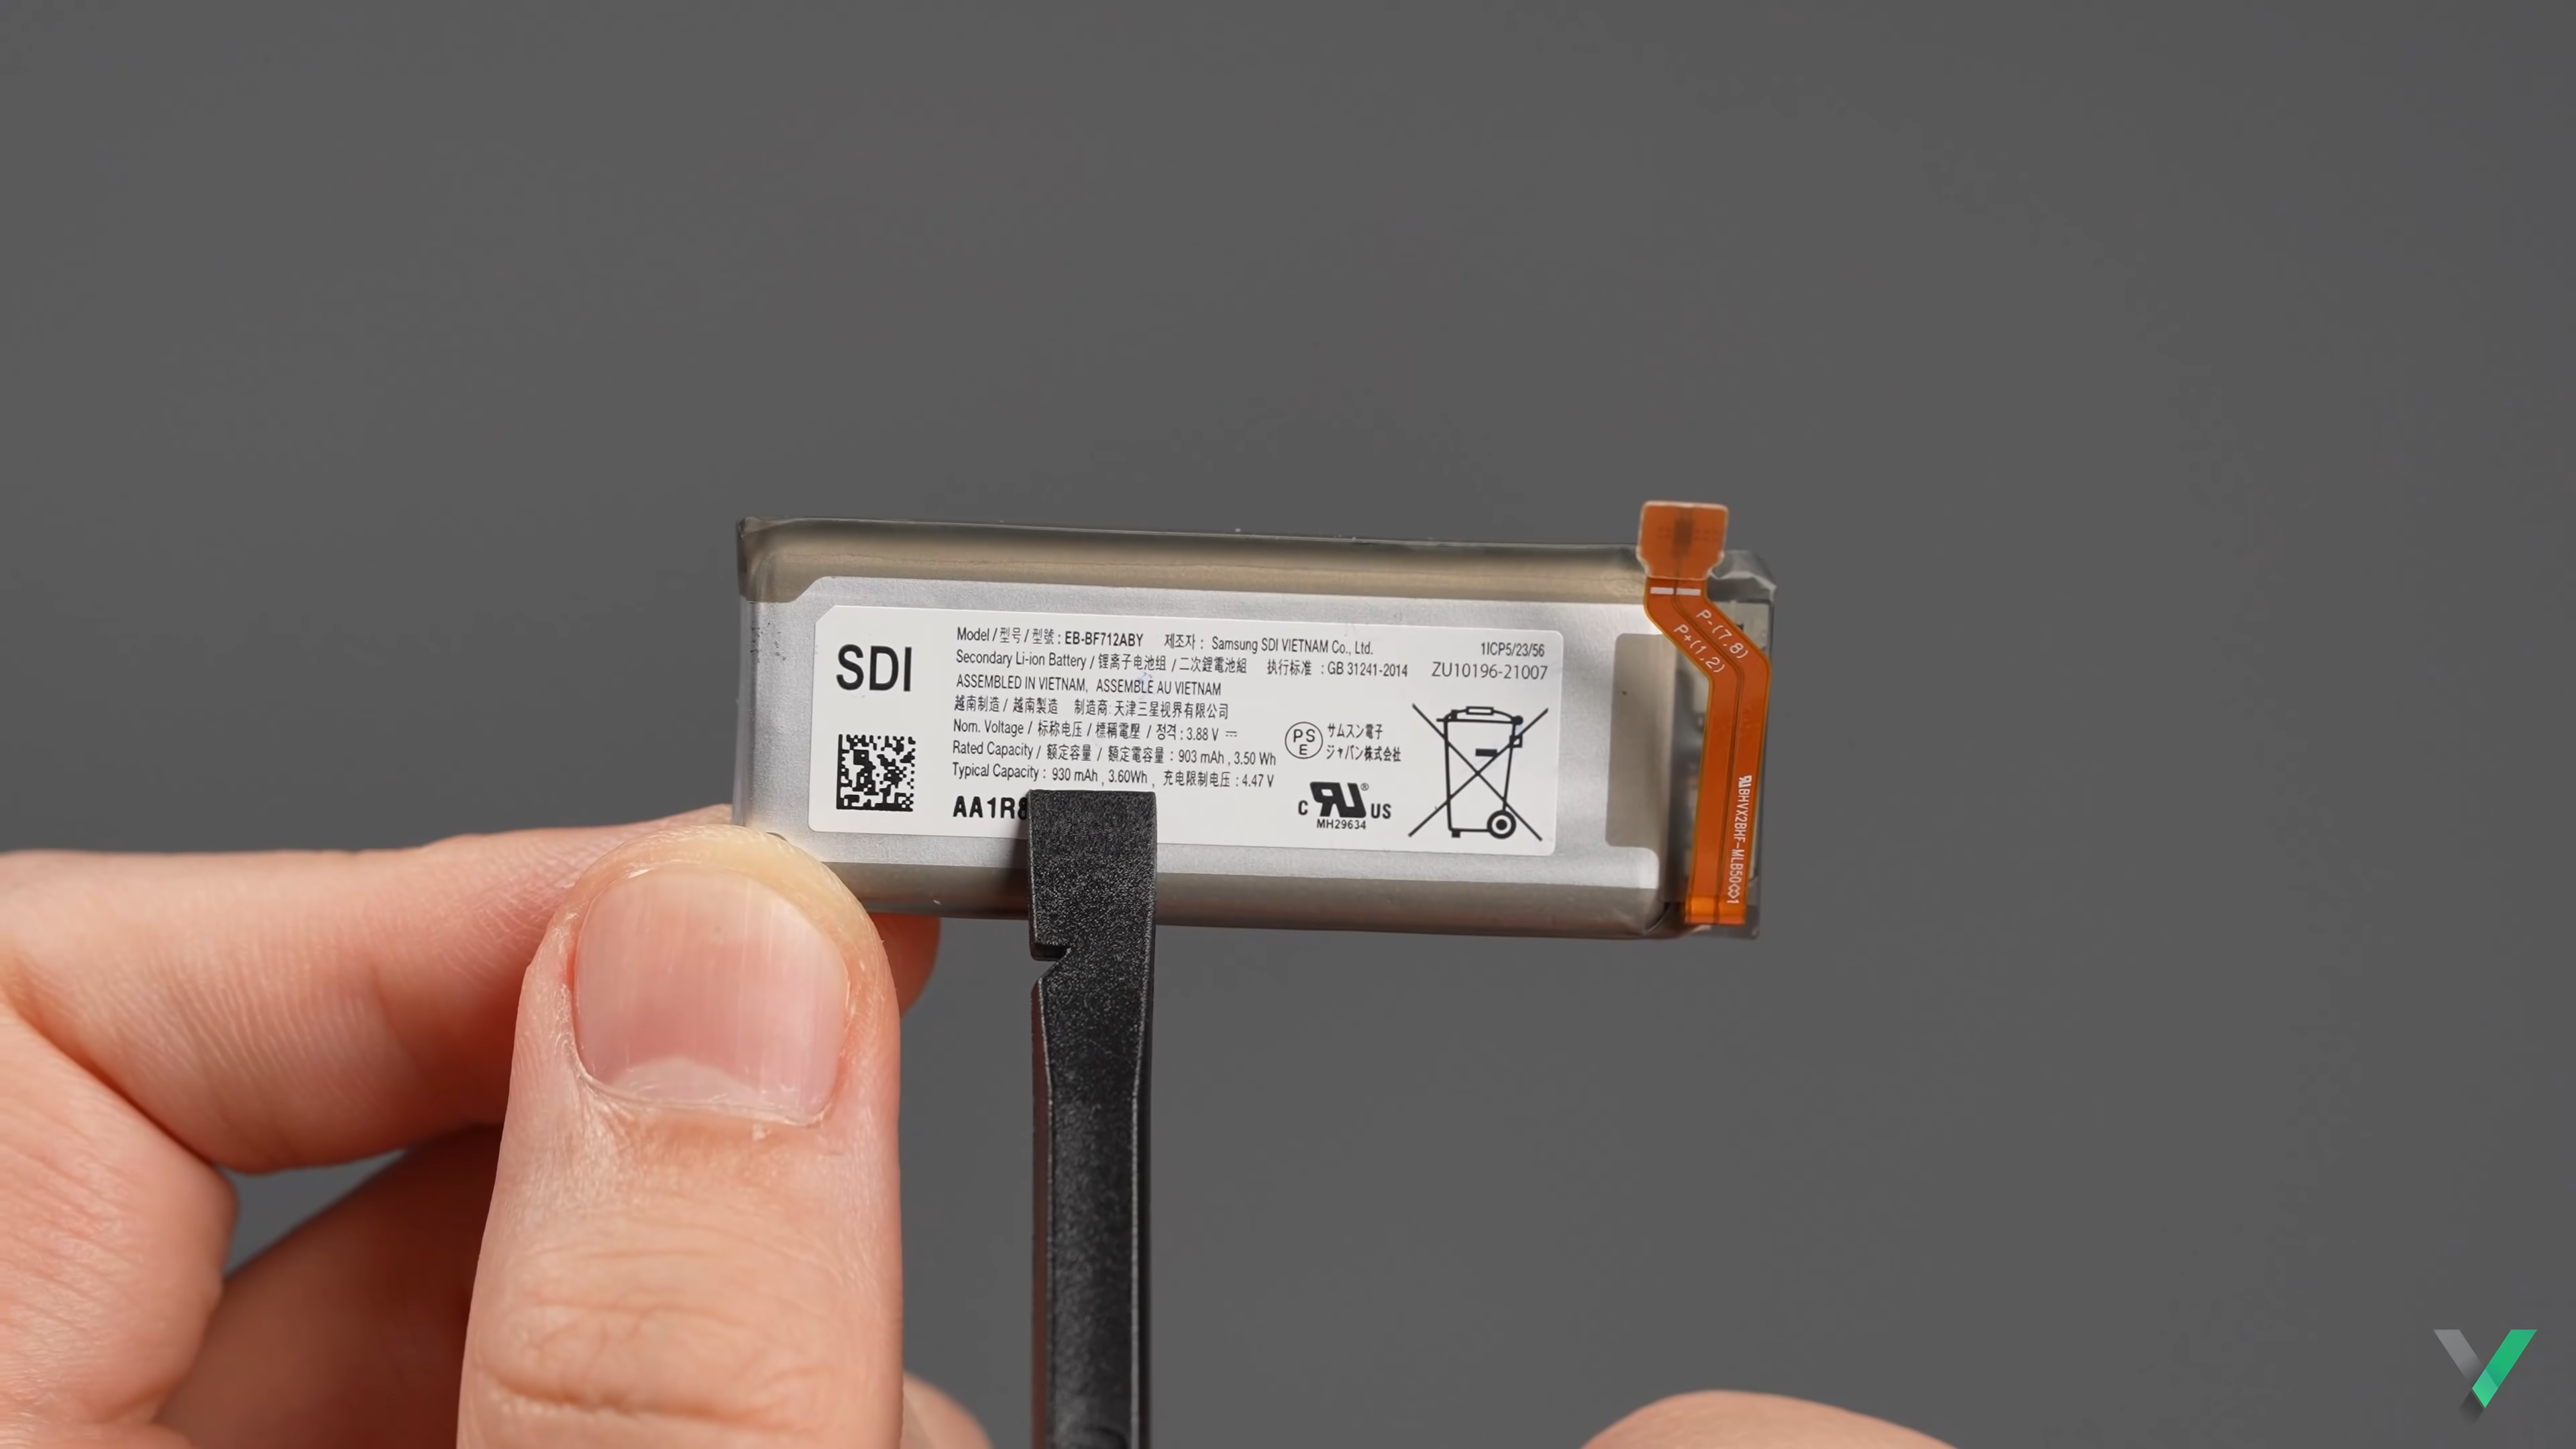 SDI
Model / 型号 / 型號 : EB-BF712ABY 제조자 : Samsung SDI VIETNAM Co., Ltd. 1ICP5/23/56
Secondary Li-ion Battery / 锂离子电池组 / 二次鋰電池組 执行标准 : GB 31241-2014 ZU10196-21007
ASSEMBLED IN VIETNAM, ASSEMBLE AU VIETNAM
越南制造 / 越南製造 制造商: 天津三星视界有限公司
Nom. Voltage / 标称电压 / 標稱電壓 / 정격 : 3.88 V
Rated Capacity / 额定容量 / 額定電容量 : 903 mAh , 3.50 Wh
Typical Capacity : 930 mAh , 3.60Wh , 充电限制电压 : 4.47 V
AA1R8
PS
E
サムスン電子
ジャパン株式会社
C US
MH29634
P-(7,8)
P+(1,2)
BHVX2BHF-MLB50